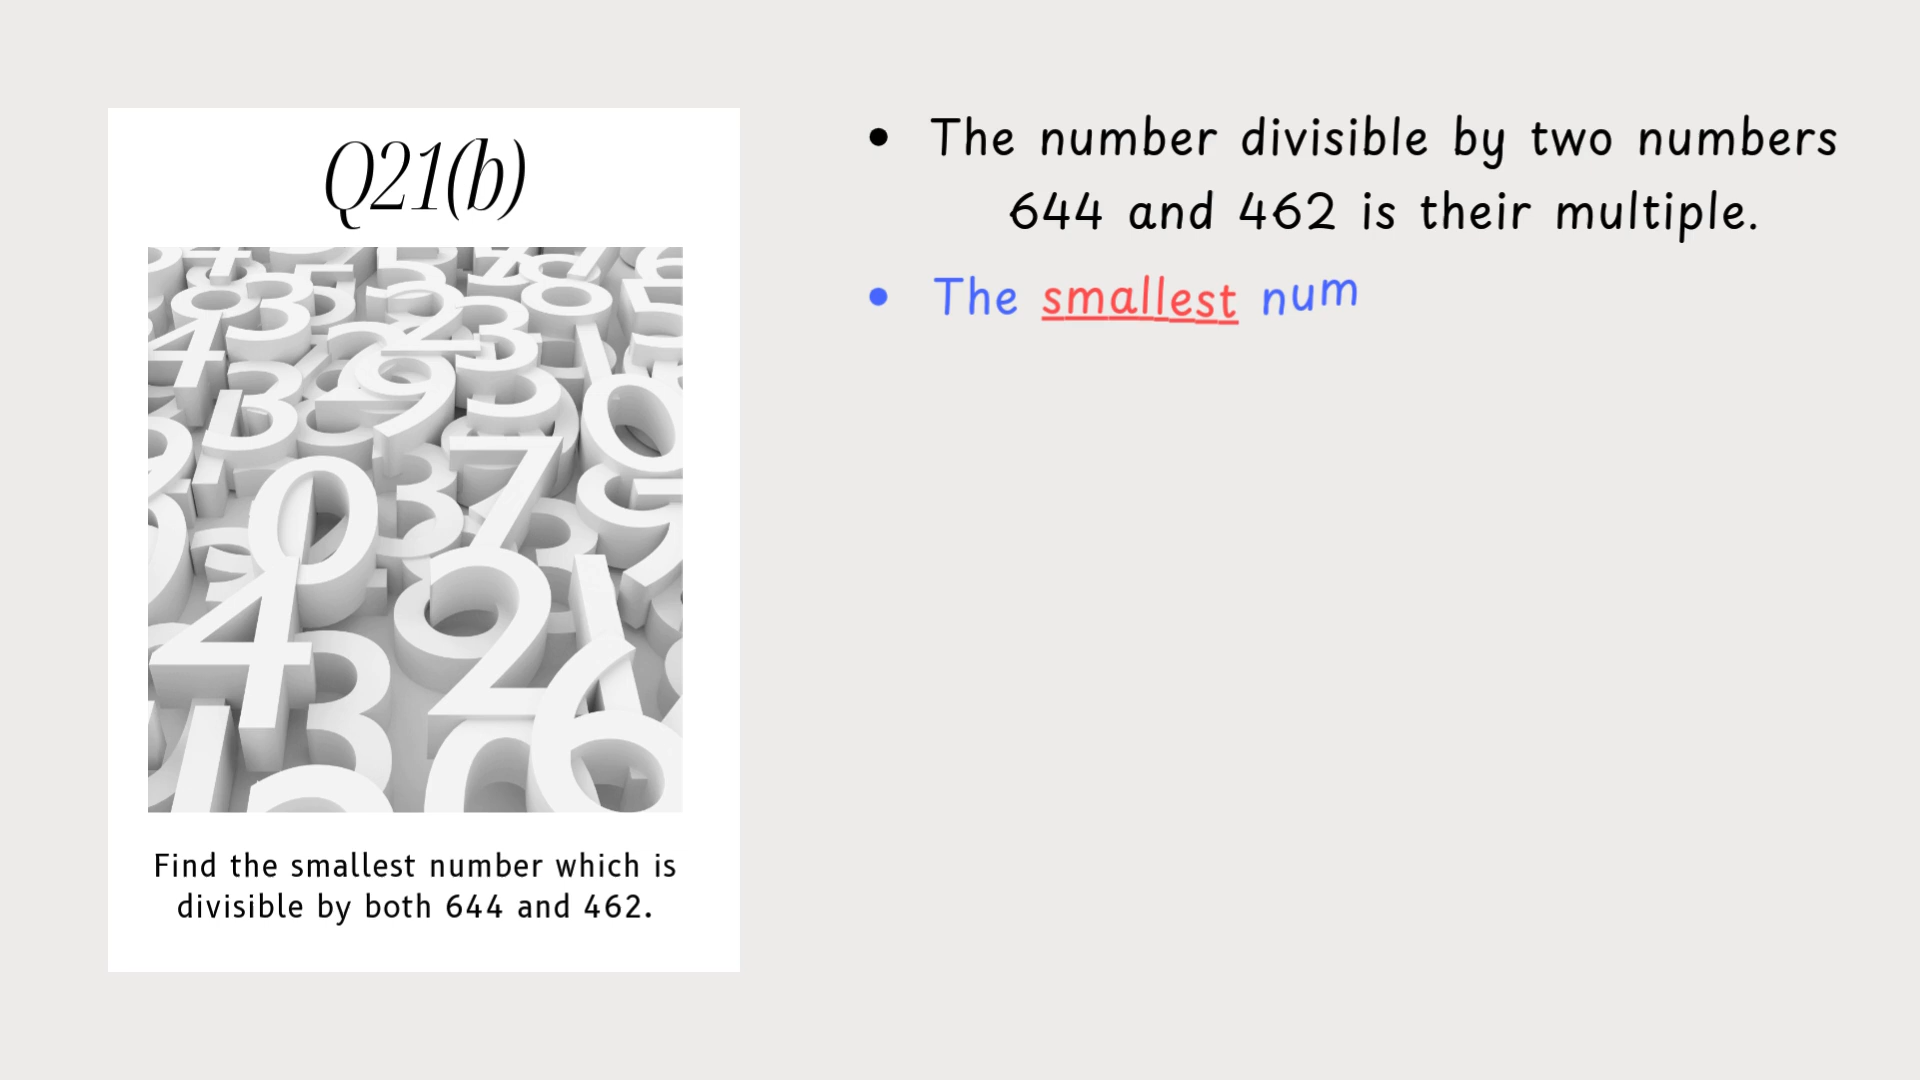 Q21(b)
Find the smallest number which is
divisible by both 644 and 462.
• The number divisible by two numbers
644 and 462 is their multiple.
• The smallest num